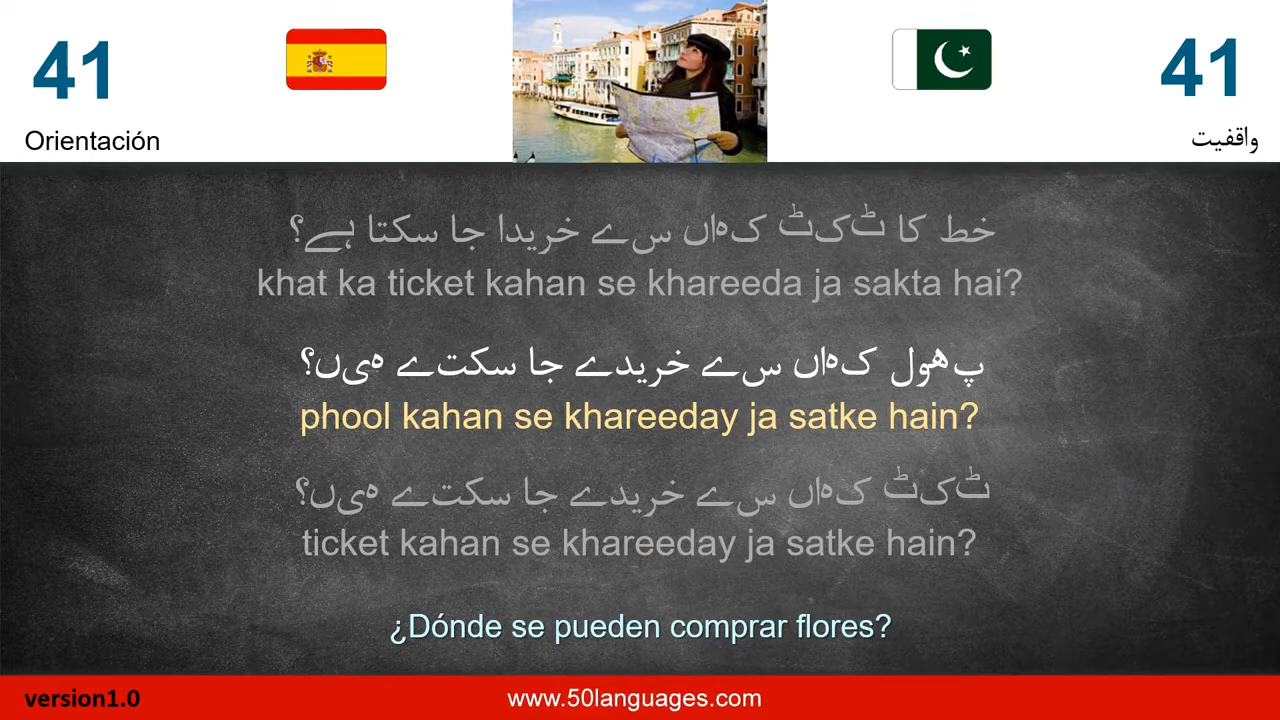 41
41
Orientación
واقفیت
خط کا ٹکٹ کہاں سے خریدا جا سکتا ہے؟
khat ka ticket kahan se khareeda ja sakta hai?
پھول کہاں سے خریدے جا سکتے ہیں؟
phool kahan se khareeday ja satke hain?
ٹکٹ کہاں سے خریدے جا سکتے ہیں؟
ticket kahan se khareeday ja satke hain?
¿Dónde se pueden comprar flores?
version1.0
www.50languages.com